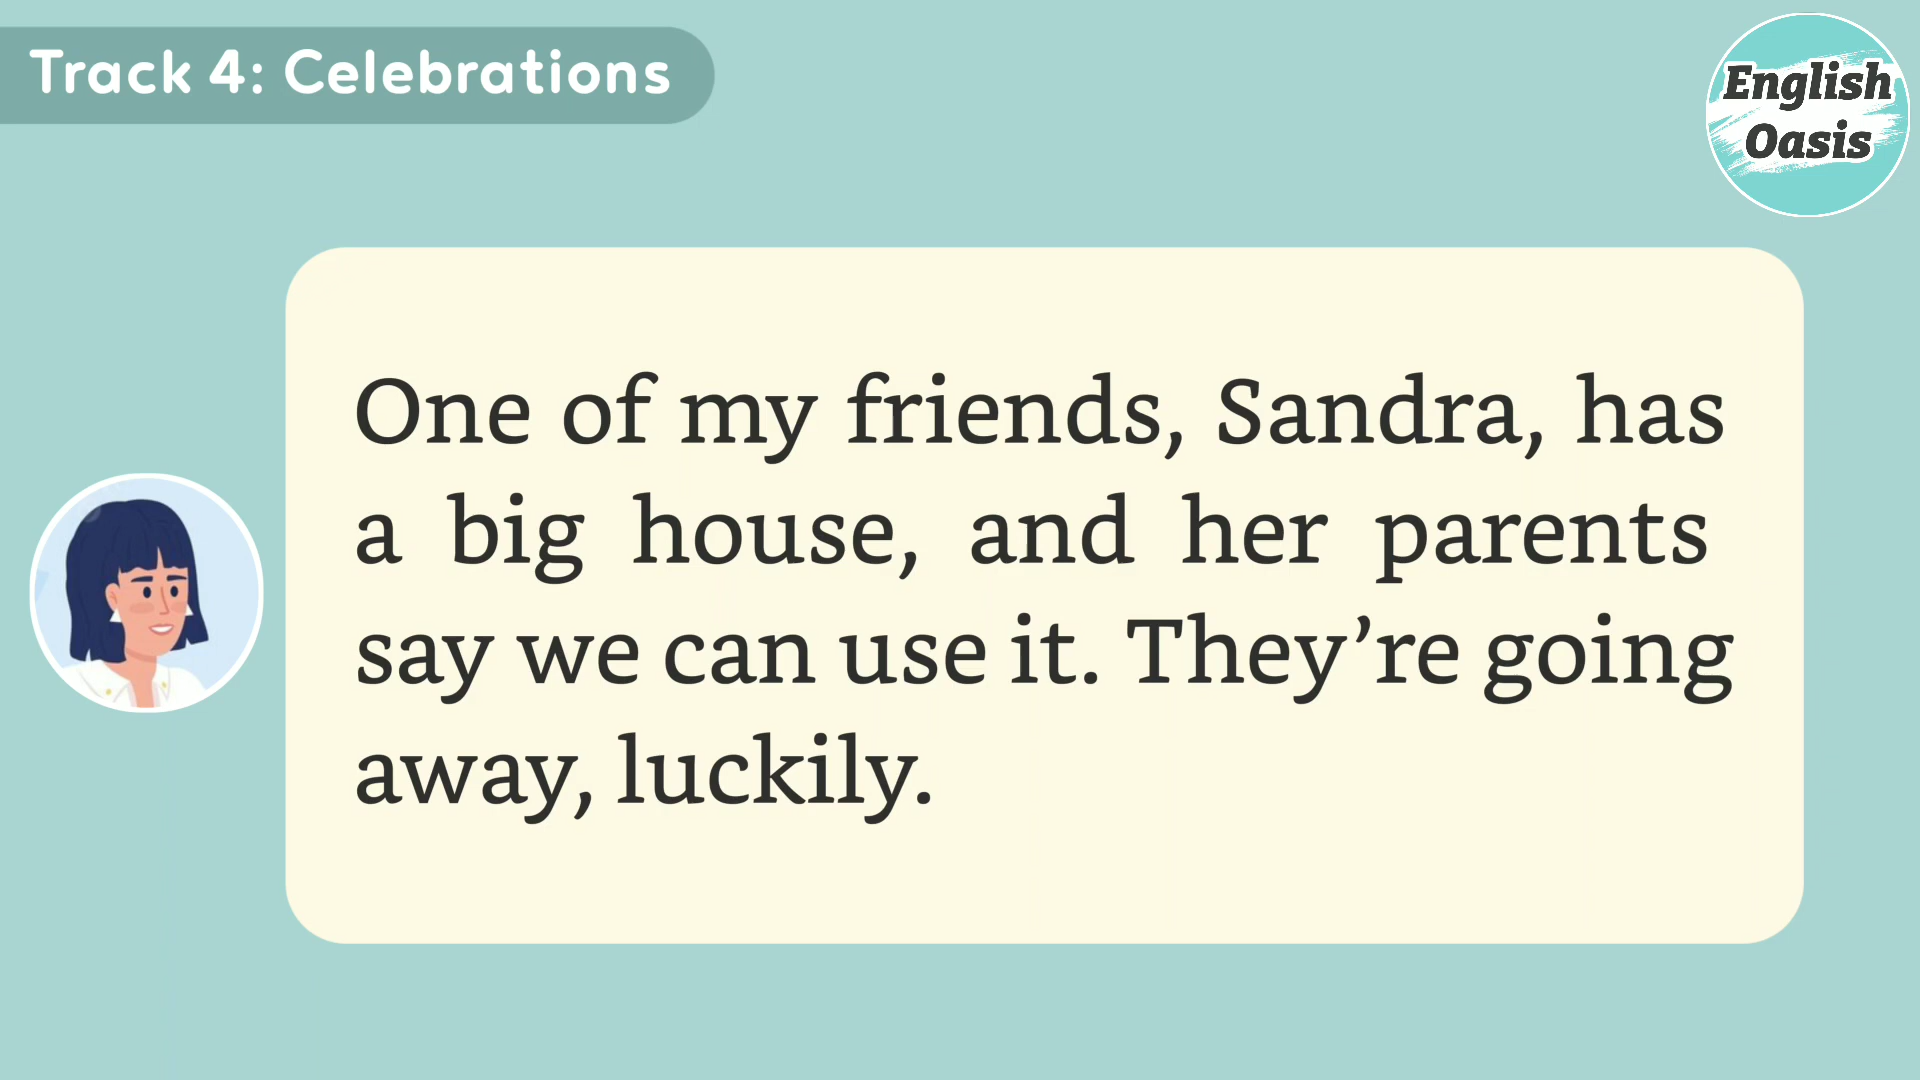 Track 4: Celebrations
English
Oasis
One of my friends, Sandra, has
a big house, and her parents
say we can use it. They’re going
away, luckily.